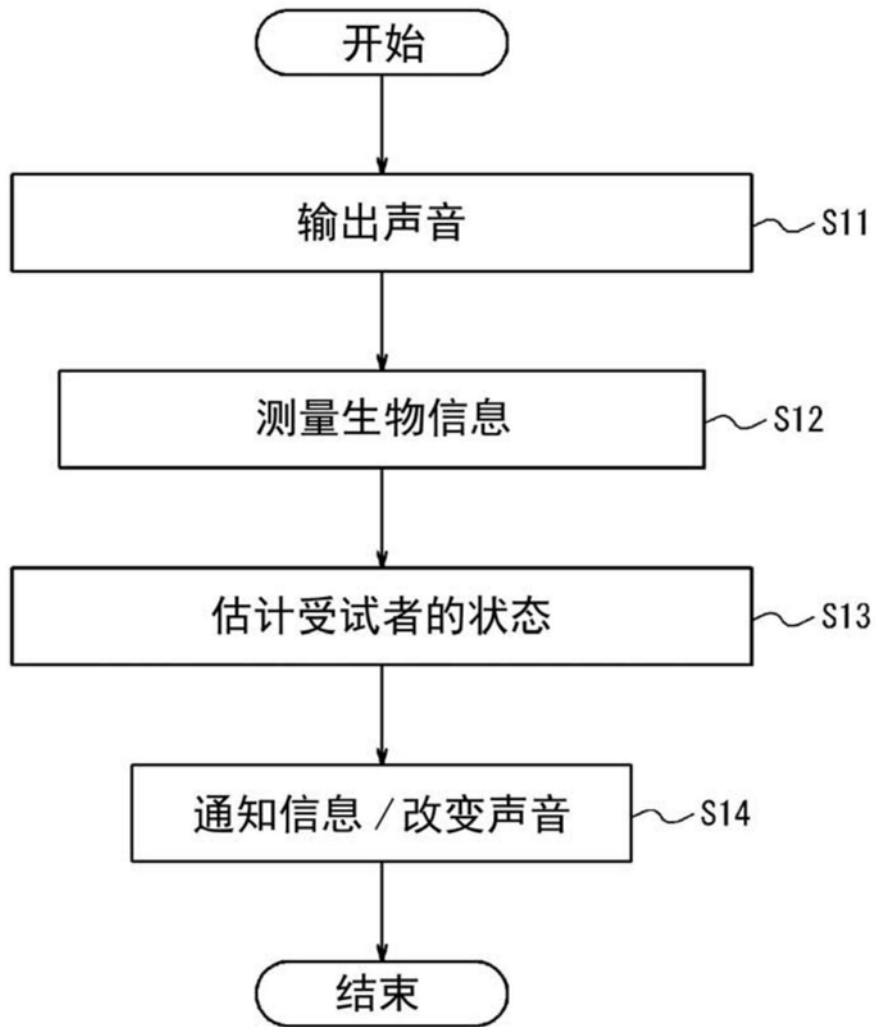 开始
输出声音
S11
测量生物信息
S12
估计受试者的状态
S13
通知信息/改变声音
S14
结束